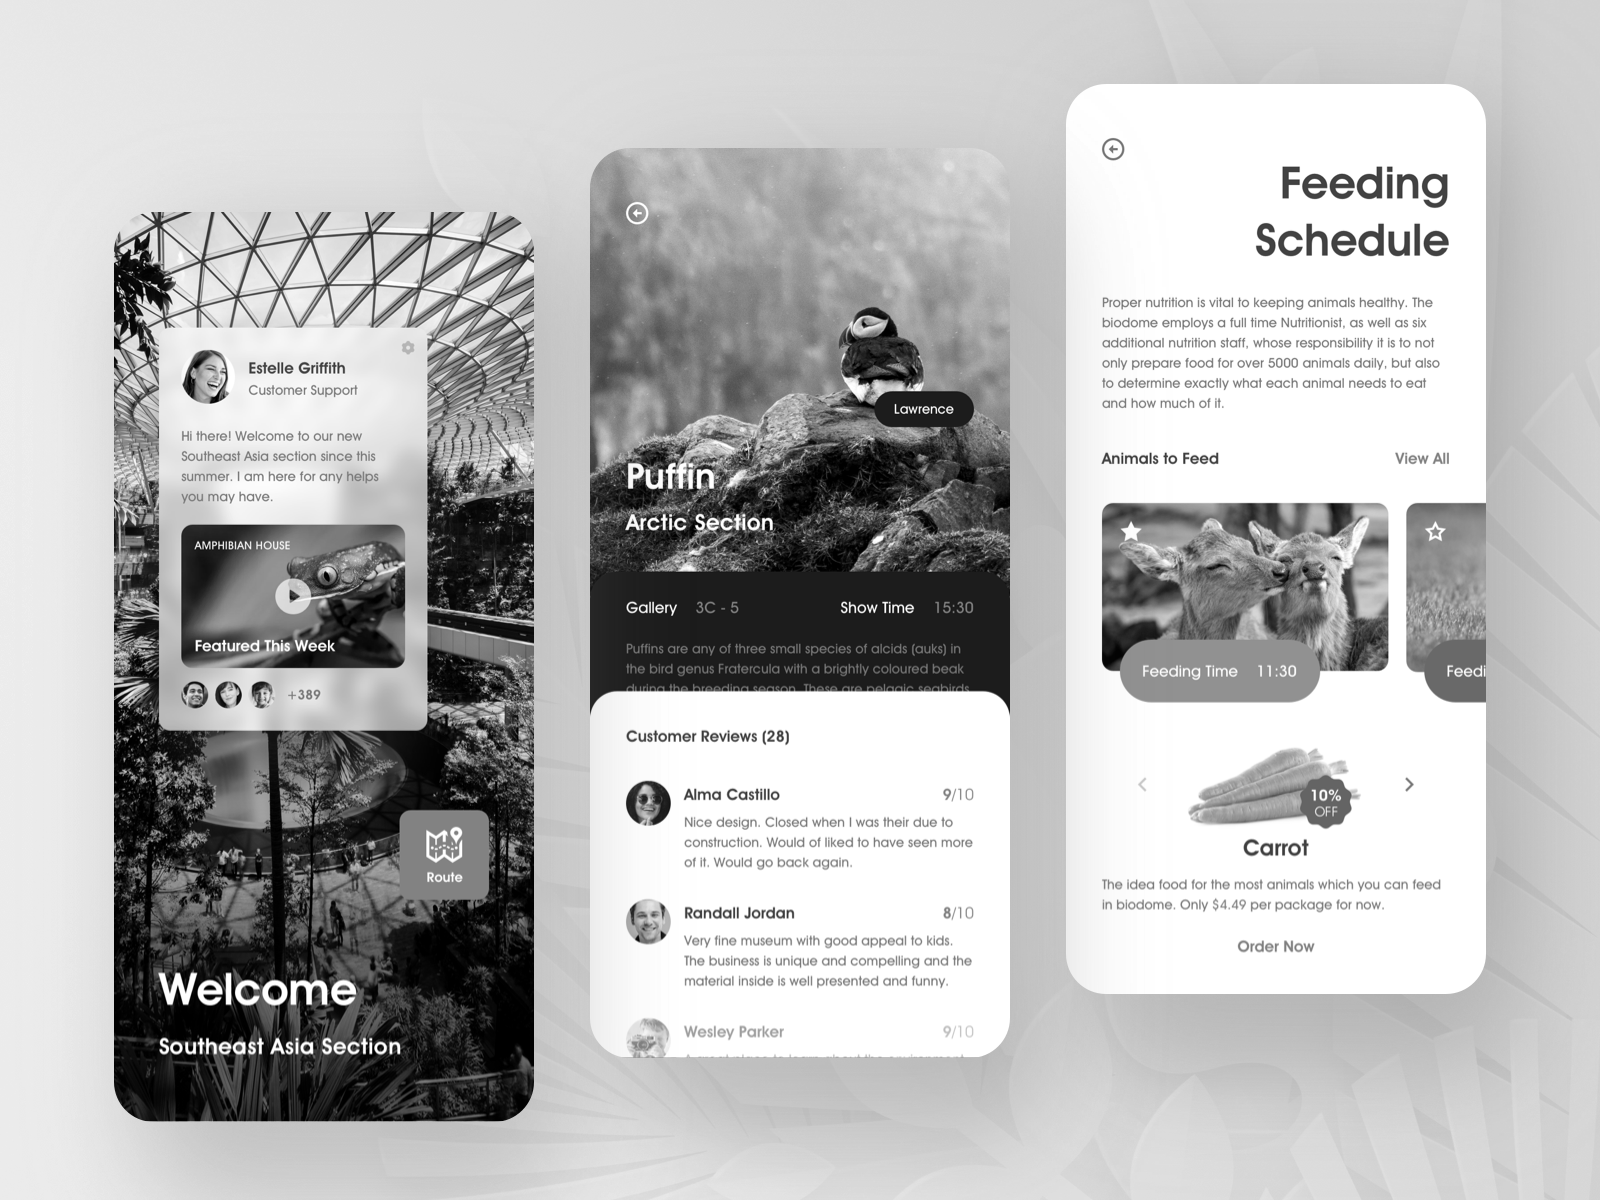 Estelle Griffith
Customer Support
Hi there! Welcome to our new
Southeast Asia section since this
summer. I am here for any helps
you may have.
AMPHIBIAN HOUSE
Featured This Week
+389
Route
Welcome
Southeast Asia Section
Lawrence
Puffin
Arctic Section
Gallery 3C - 5 Show Time 15:30
Puffins are any of three small species of alcids (auks) in
the bird genus Fratercula with a brightly coloured beak
during the breeding season. These are pelagic seabirds
Customer Reviews (28)
Alma Castillo 9/10
Nice design. Closed when I was their due to
construction. Would of liked to have seen more
of it. Would go back again.
Randall Jordan 8/10
Very fine museum with good appeal to kids.
The business is unique and compelling and the
material inside is well presented and funny.
Wesley Parker 9/10
A great place to learn about the environment
Feeding
Schedule
Proper nutrition is vital to keeping animals healthy. The
biodome employs a full time Nutritionist, as well as six
additional nutrition staff, whose responsibility it is to not
only prepare food for over 5000 animals daily, but also
to determine exactly what each animal needs to eat
and how much of it.
Animals to Feed View All
Feeding Time 11:30
Feedi
10%
OFF
Carrot
The idea food for the most animals which you can feed
in biodome. Only $4.49 per package for now.
Order Now